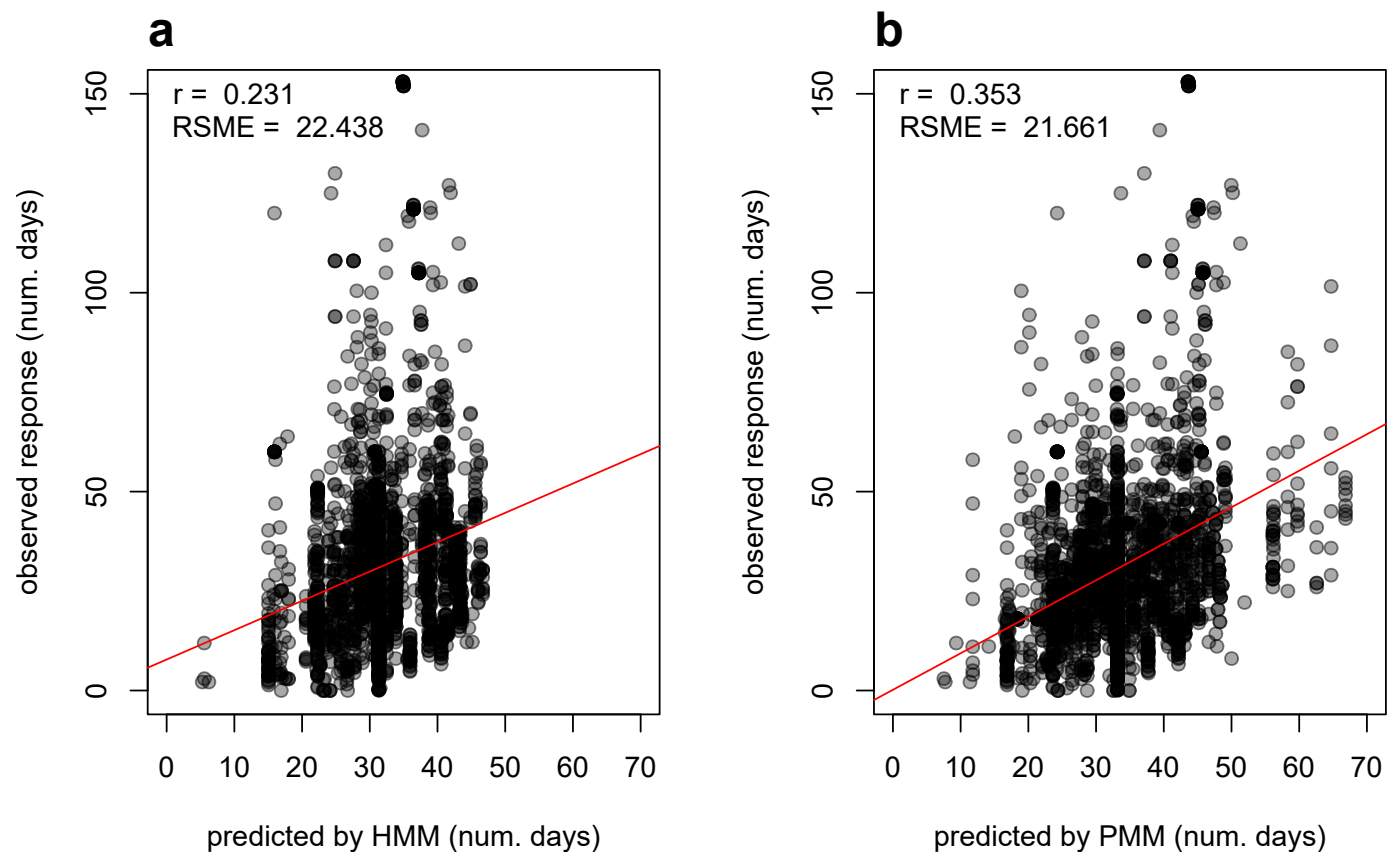 a
r = 0.231
RSME = 22.438
observed response (num. days)
0 50 100 150
0 10 20 30 40 50 60 70
predicted by HMM (num. days)
b
r = 0.353
RSME = 21.661
observed response (num. days)
0 50 100 150
0 10 20 30 40 50 60 70
predicted by PMM (num. days)